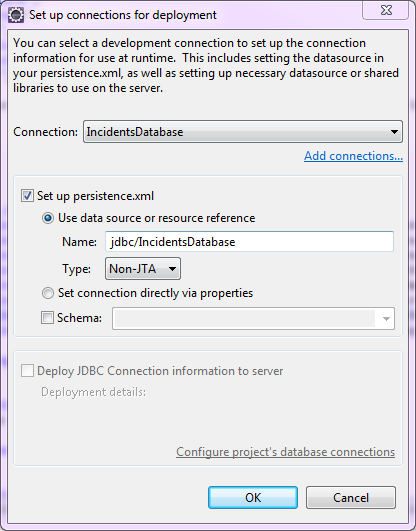 Set up connections for deployment
You can select a development connection to set up the connection
information for use at runtime.  This includes setting the datasource in
your persistence.xml, as well as setting up necessary datasource or shared
libraries to use on the server.
Connection: IncidentsDatabase
Add connections...
Set up persistence.xml
Use data source or resource reference
Name: jdbc/IncidentsDatabase
Type: Non-JTA
Set connection directly via properties
Schema:
Deploy JDBC Connection information to server
Deployment details:
Configure project's database connections
OK Cancel